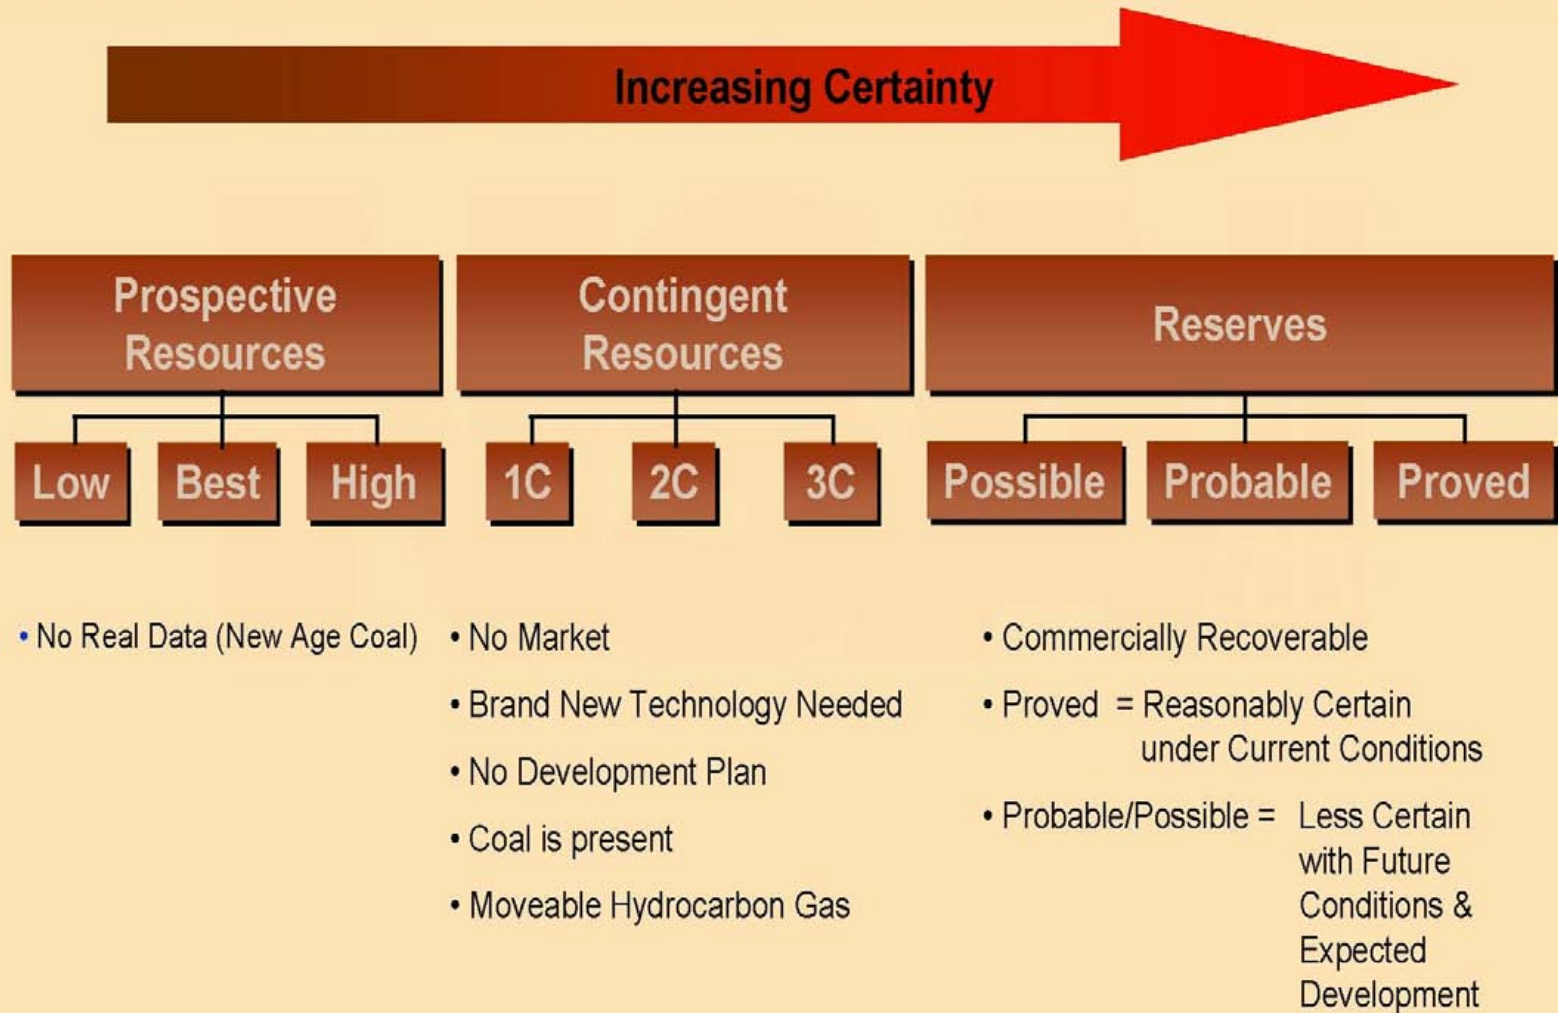 Increasing Certainty
Prospective
Resources
Contingent
Resources
Reserves
Low
Best
High
1C
2C
3C
Possible
Probable
Proved
• No Real Data (New Age Coal)
• No Market
• Brand New Technology Needed
• No Development Plan
• Coal is present
• Moveable Hydrocarbon Gas
• Commercially Recoverable
• Proved = Reasonably Certain
under Current Conditions
• Probable/Possible = Less Certain
with Future
Conditions &
Expected
Development